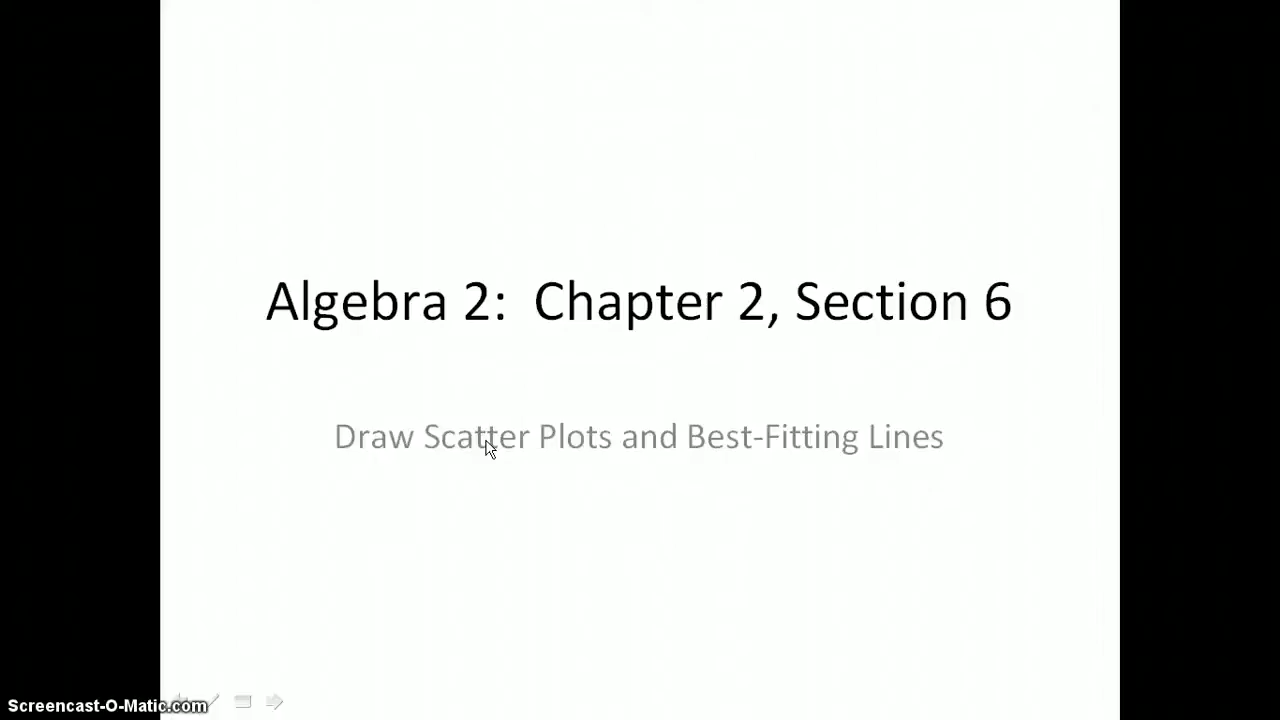 Algebra 2:  Chapter 2, Section 6
Draw Scatter Plots and Best-Fitting Lines
Screencast-O-Matic.com